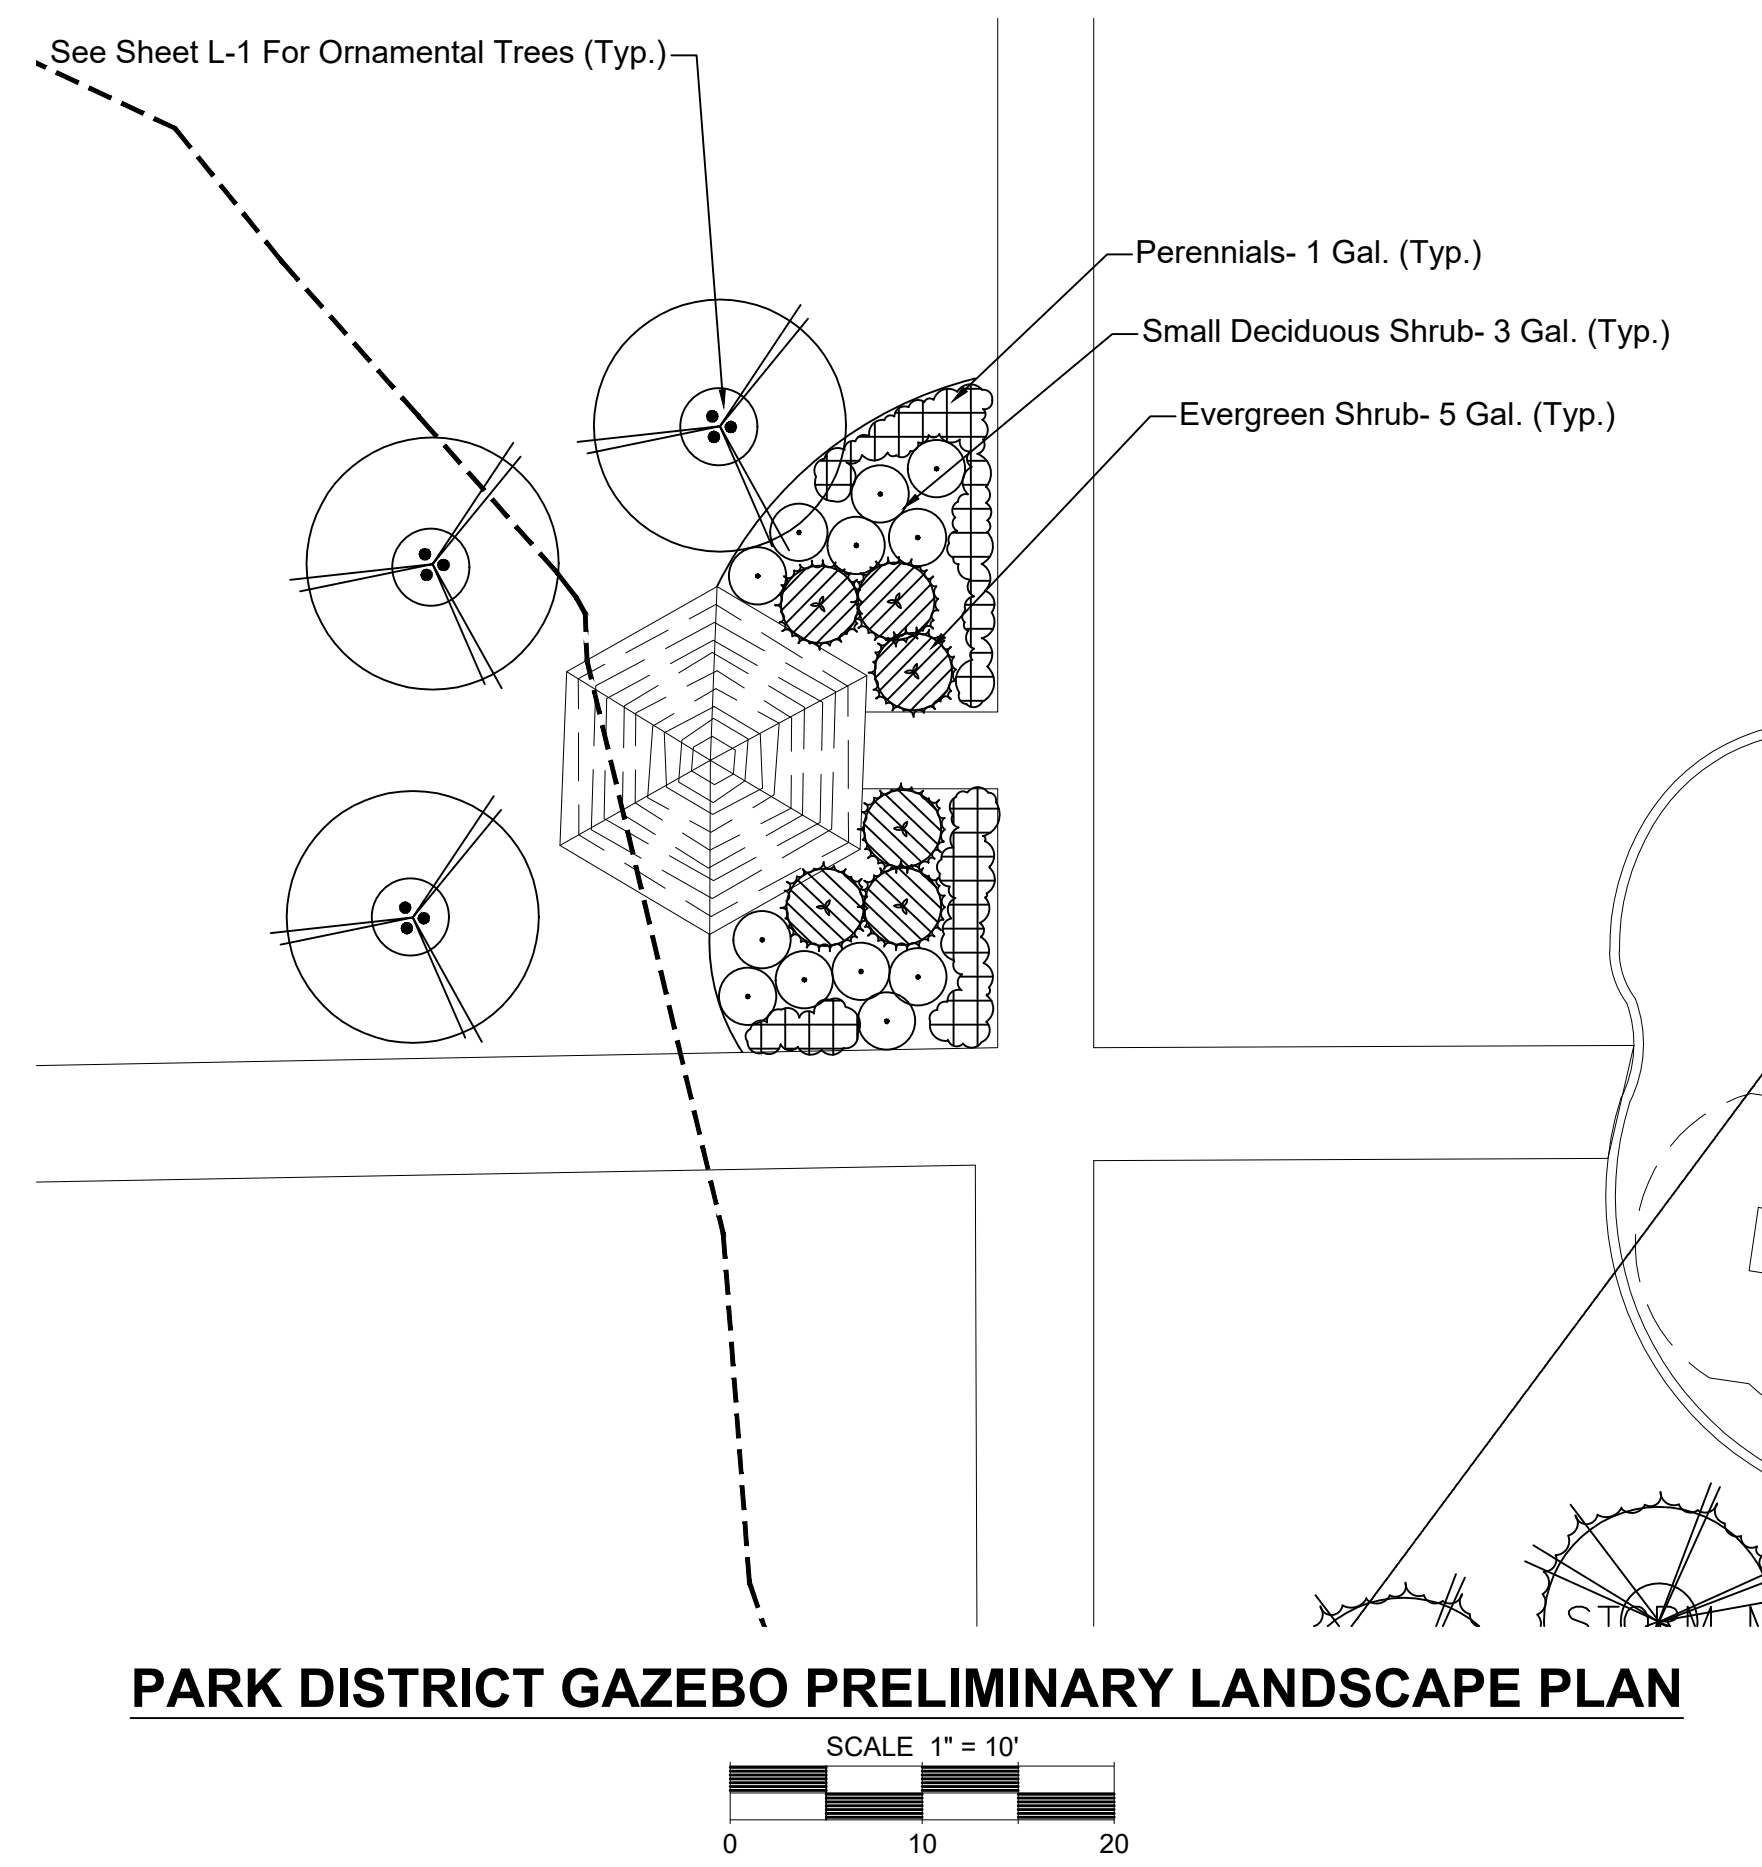 See Sheet L-1 For Ornamental Trees (Typ.)
Perennials- 1 Gal. (Typ.)
Small Deciduous Shrub- 3 Gal. (Typ.)
Evergreen Shrub- 5 Gal. (Typ.)
STORM
PARK DISTRICT GAZEBO PRELIMINARY LANDSCAPE PLAN
SCALE 1" = 10'
0 10 20